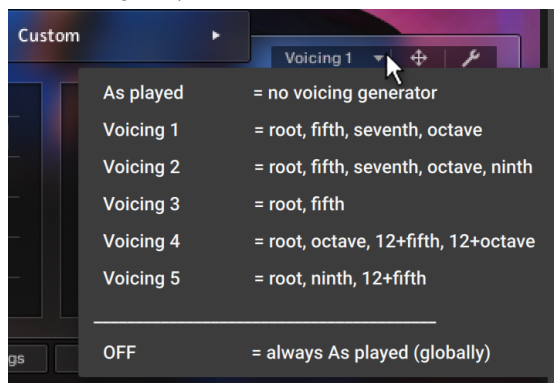 Custom
Voicing 1
As played = no voicing generator
Voicing 1 = root, fifth, seventh, octave
Voicing 2 = root, fifth, seventh, octave, ninth
Voicing 3 = root, fifth
Voicing 4 = root, octave, 12+fifth, 12+octave
Voicing 5 = root, ninth, 12+fifth
OFF = always As played (globally)
gs